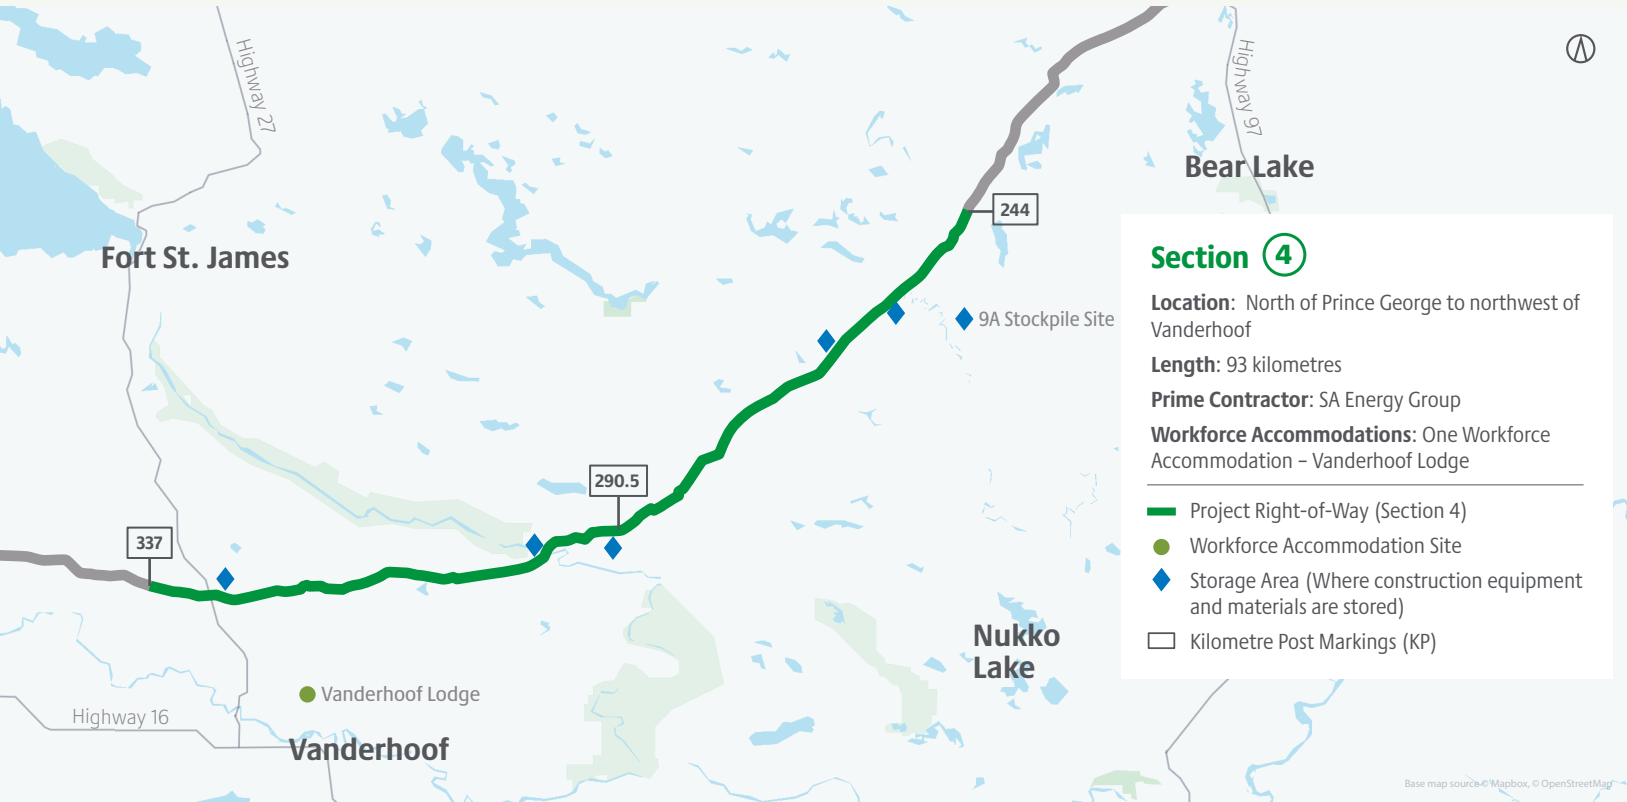 Highway 27
Highway 97
Bear Lake
244
Fort St. James
9A Stockpile Site
290.5
337
Nukko
Lake
Vanderhoof Lodge
Highway 16
Vanderhoof
Section 4
Location: North of Prince George to northwest of
Vanderhoof
Length: 93 kilometres
Prime Contractor: SA Energy Group
Workforce Accommodations: One Workforce
Accommodation – Vanderhoof Lodge
Project Right-of-Way (Section 4)
Workforce Accommodation Site
Storage Area (Where construction equipment
and materials are stored)
Kilometre Post Markings (KP)
Base map source © Mapbox, © OpenStreetMap